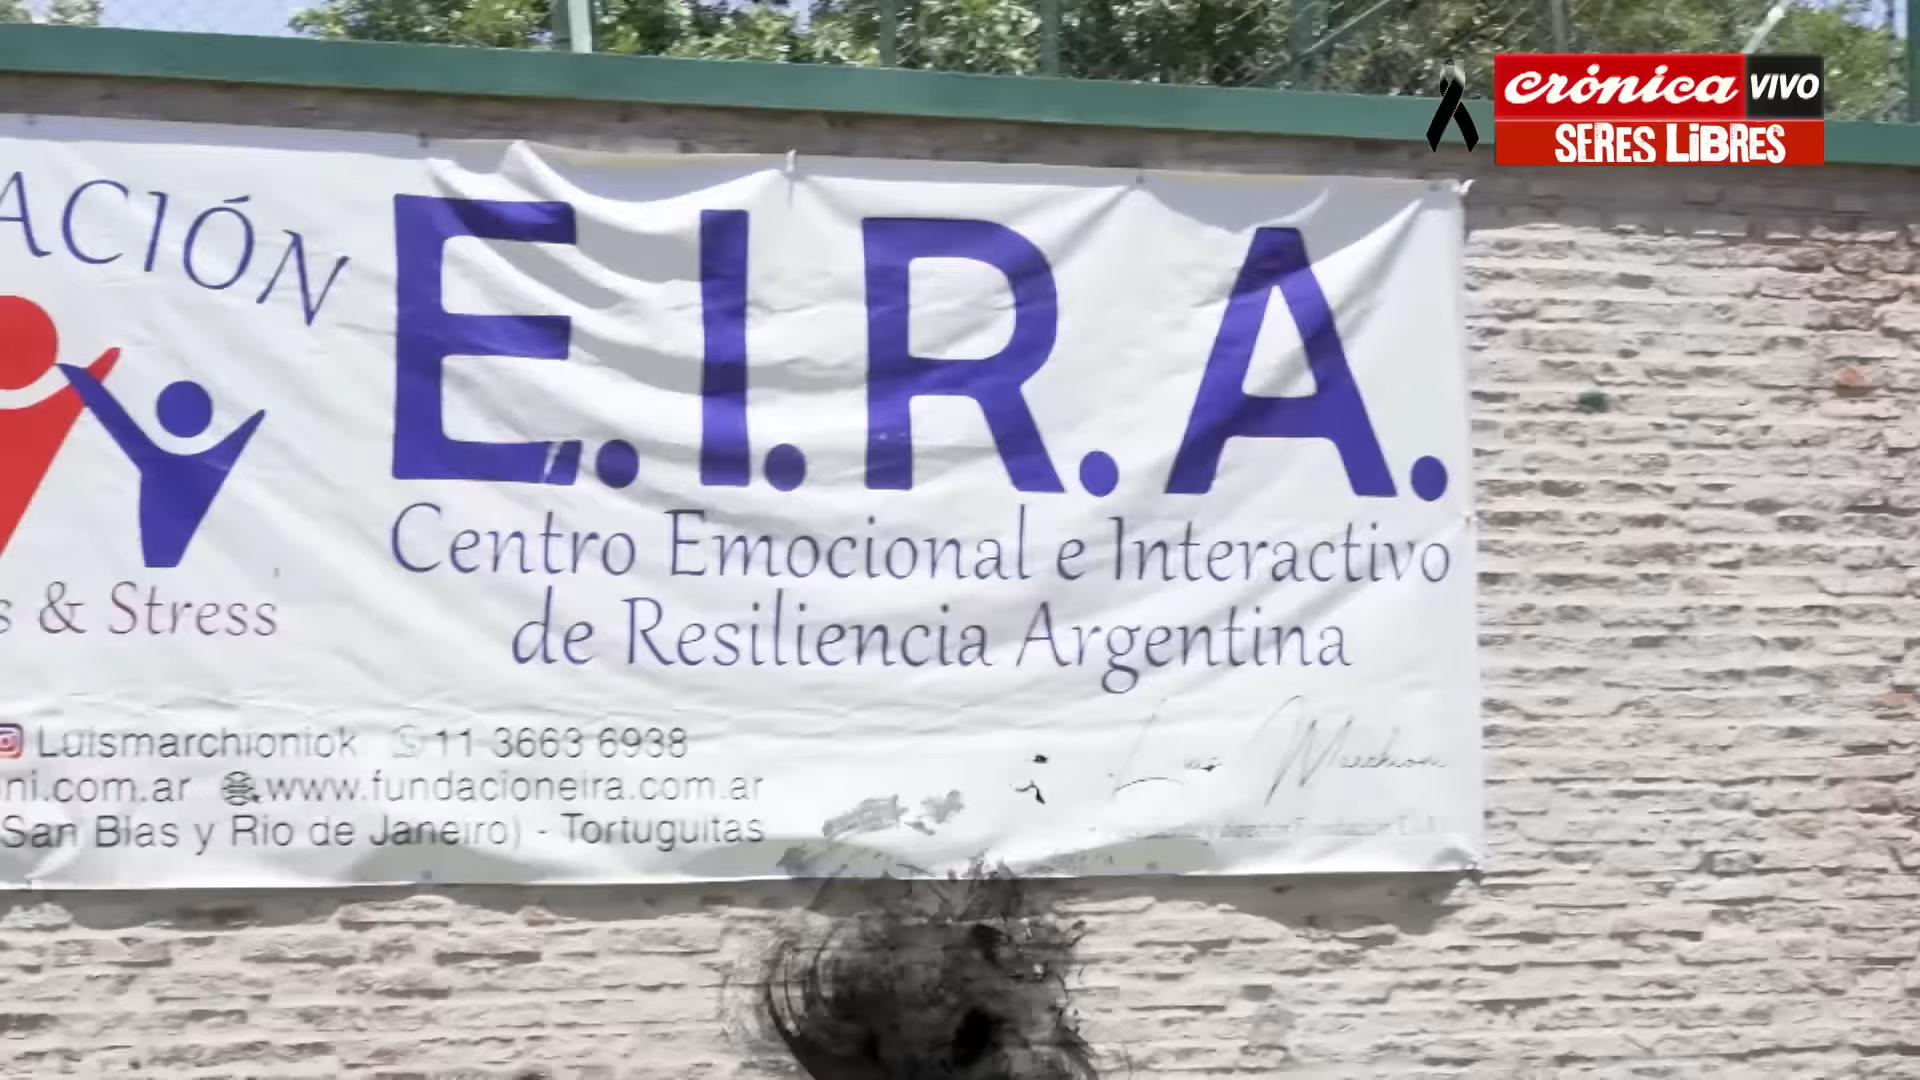 crónica VIVO
SERES LIBRES
ACIÓN
E.I.R.A.
Centro Emocional e Interactivo
de Resiliencia Argentina
s & Stress
Luismarchioniok 11 3663 6938
ni.com.ar www.fundacioneira.com.ar
San Blas y Rio de Janeiro) - Tortuguitas